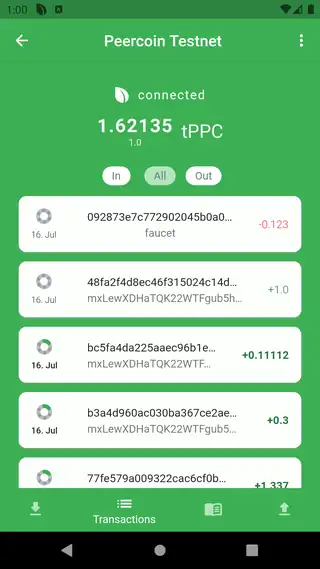 1:00
Peercoin Testnet
connected
1.62135 tPPC
1.0
In
All
Out
092873e7c772902045b0a0...
faucet
-0.123
16. Jul
48fa2f4d8ec46f315024c14d...
mxLewXDHaTQK22WTFgub5h...
+1.0
16. Jul
bc5fa4da225aaec96b1e...
mxLewXDHaTQK22WTF...
+0.11112
16. Jul
b3a4d960ac030ba367ce2ae...
mxLewXDHaTQK22WTFgub5...
+0.3
16. Jul
77fe579a009322cac6cf0b...
+1.337
Transactions